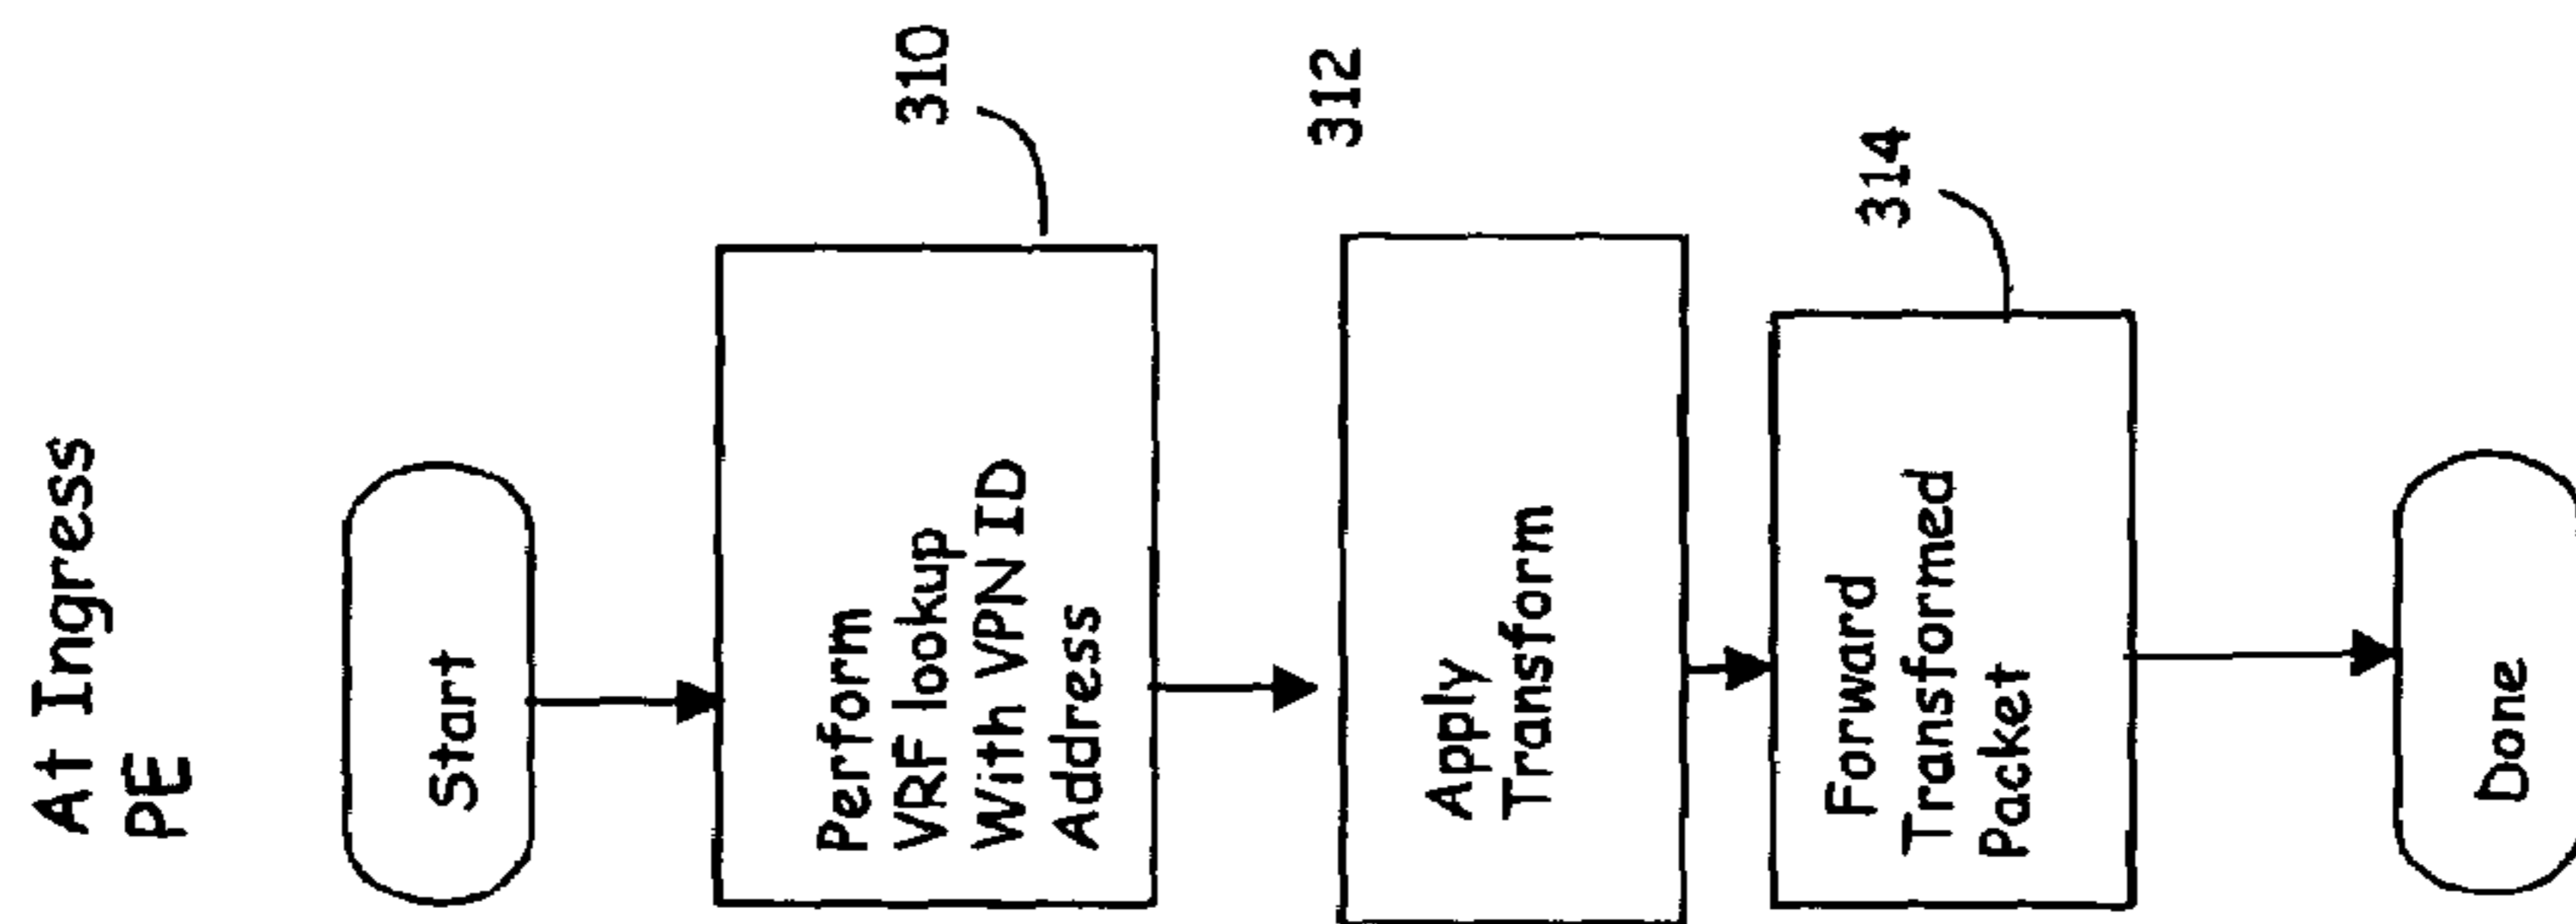 At Ingress
PE
Start
310
Perform
VRF lookup
With VPN ID
Address
312
Apply
Transform
314
Forward
Transformed
Packet
Done